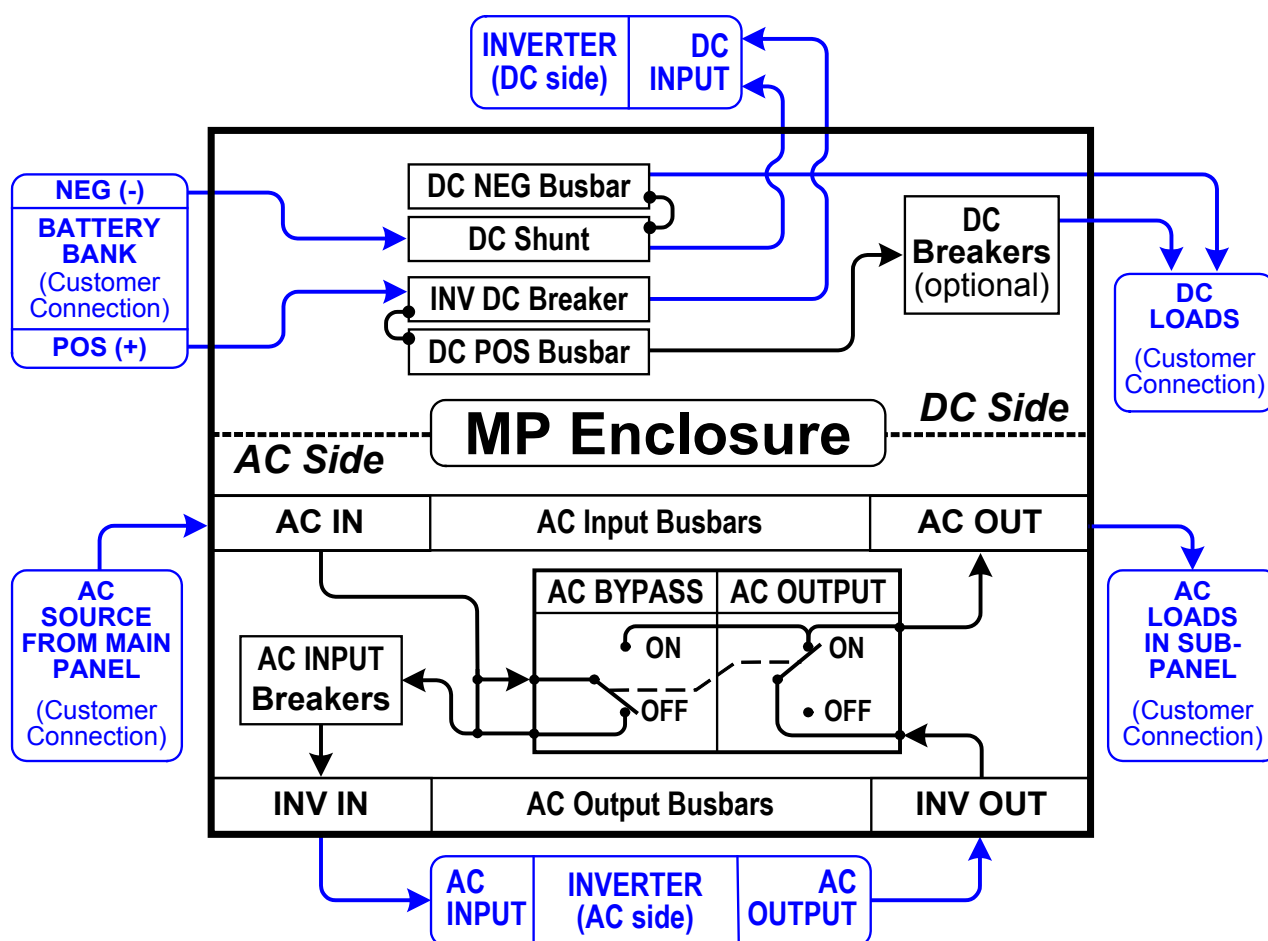 INVERTER
(DC side)
DC
INPUT
NEG (-)
BATTERY
BANK
(Customer
Connection)
POS (+)
DC NEG Busbar
DC Shunt
INV DC Breaker
DC POS Busbar
DC
Breakers
(optional)
DC
LOADS
(Customer
Connection)
MP Enclosure
DC Side
AC Side
AC IN
AC Input Busbars
AC OUT
AC
SOURCE
FROM MAIN
PANEL
(Customer
Connection)
AC BYPASS
AC OUTPUT
ON
OFF
ON
OFF
AC INPUT
Breakers
AC
LOADS
IN SUB-
PANEL
(Customer
Connection)
INV IN
AC Output Busbars
INV OUT
AC
INPUT
INVERTER
(AC side)
AC
OUTPUT